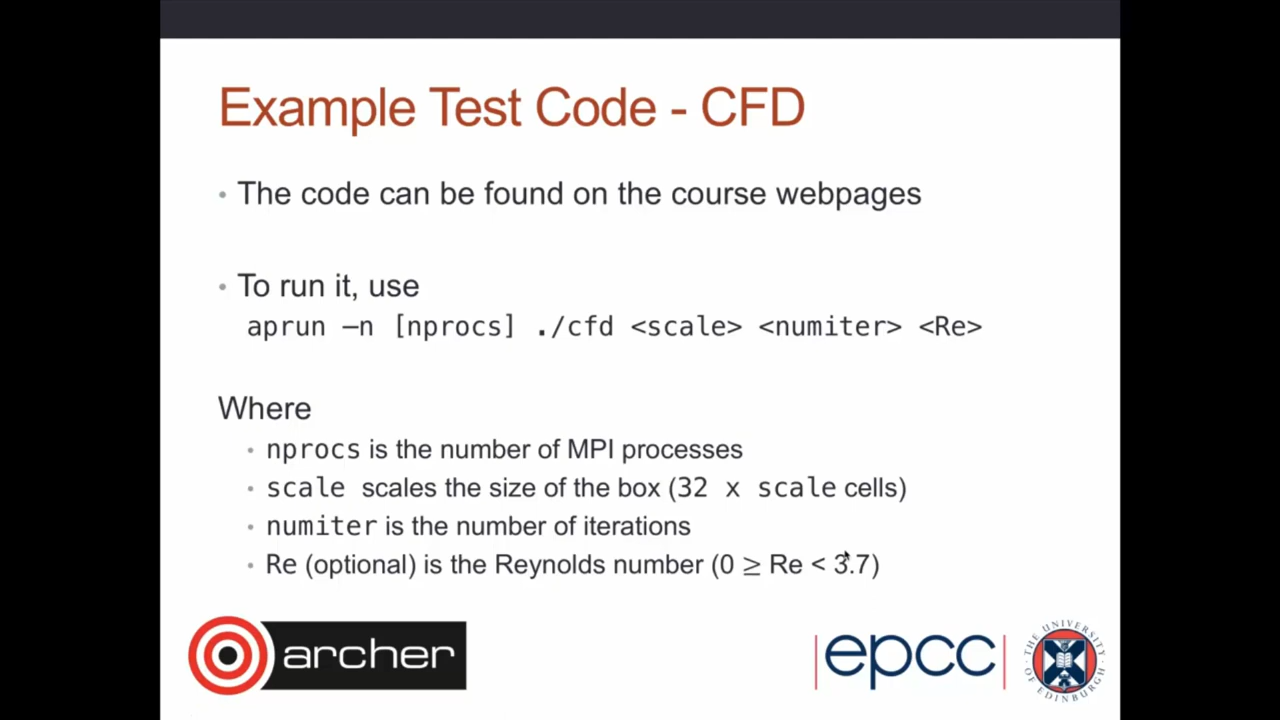 Example Test Code - CFD
• The code can be found on the course webpages
• To run it, use
aprun –n [nprocs] ./cfd <scale> <numiter> <Re>
Where
• nprocs is the number of MPI processes
• scale scales the size of the box (32 x scale cells)
• numiter is the number of iterations
• Re (optional) is the Reynolds number (0 ≥ Re < 3.7)
archer
|epcc|
THE UNIVERSITY OF EDINBURGH